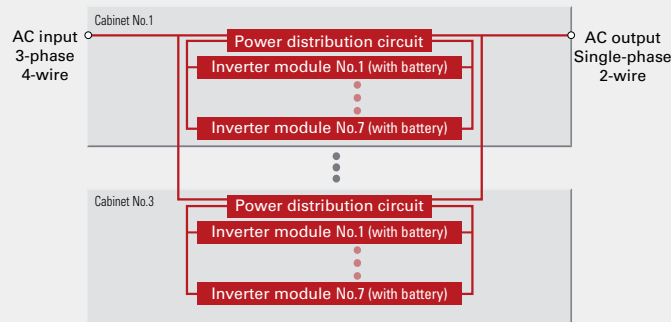 Cabinet No.1
AC input
3-phase
4-wire
Power distribution circuit
Inverter module No.1 (with battery)
Inverter module No.7 (with battery)
AC output
Single-phase
2-wire
Cabinet No.3
Power distribution circuit
Inverter module No.1 (with battery)
Inverter module No.7 (with battery)